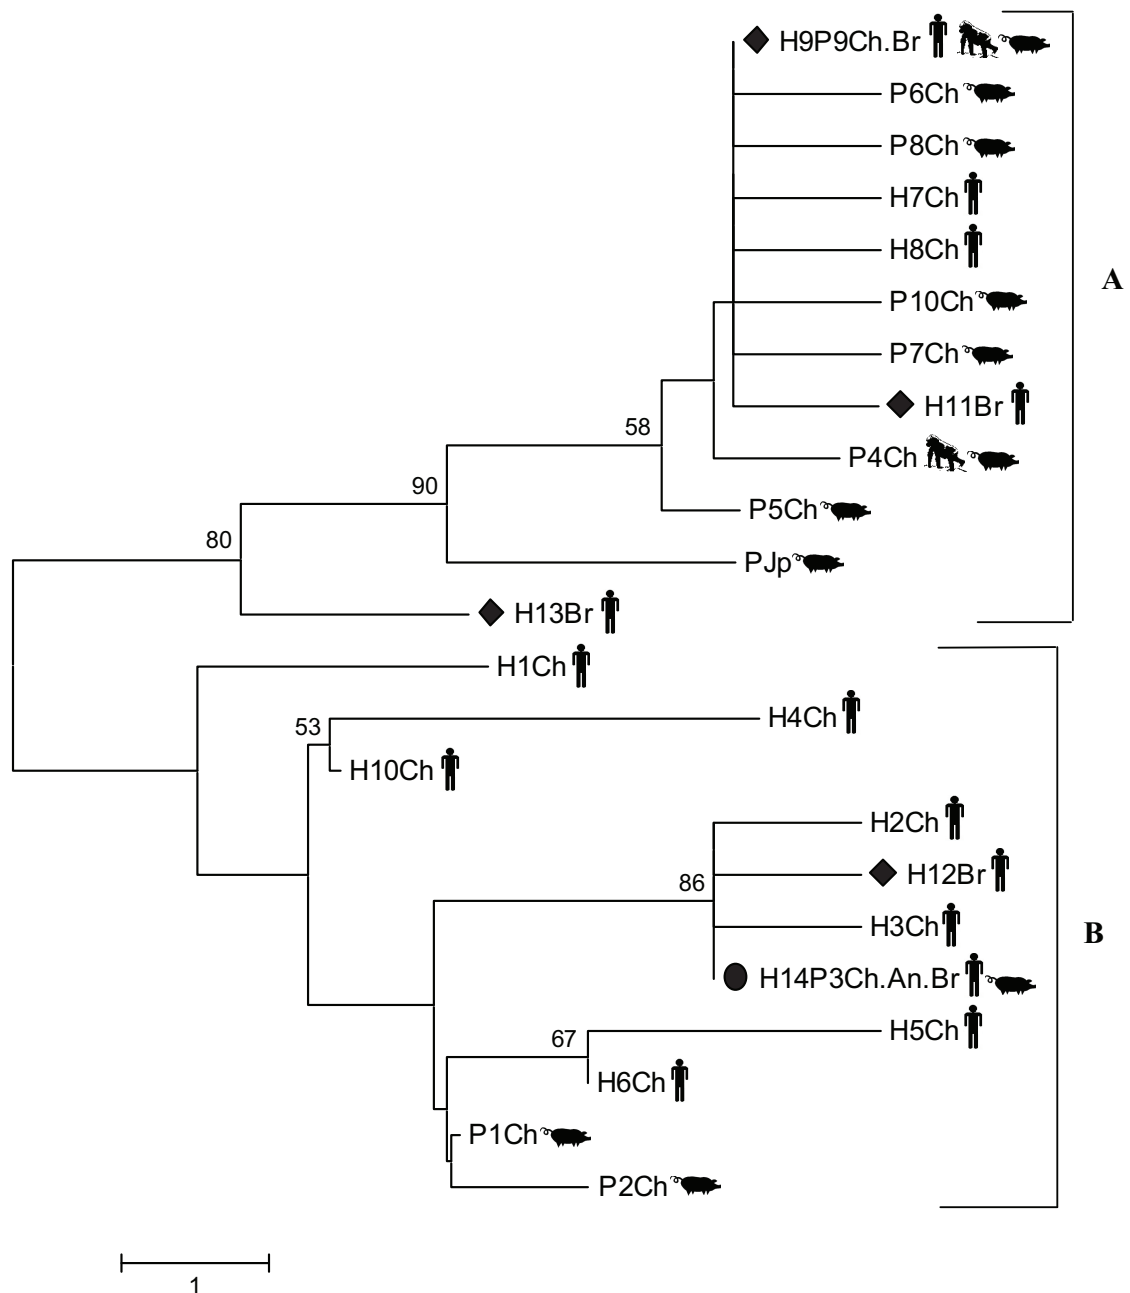 H9P9Ch.Br
P6Ch
P8Ch
H7Ch
H8Ch
A
P10Ch
P7Ch
H11Br
58
P4Ch
90
P5Ch
80
PJp
H13Br
H1Ch
53
H4Ch
H10Ch
H2Ch
86
H12Br
H3Ch
B
H14P3Ch.An.Br
H5Ch
67
H6Ch
P1Ch
P2Ch
1